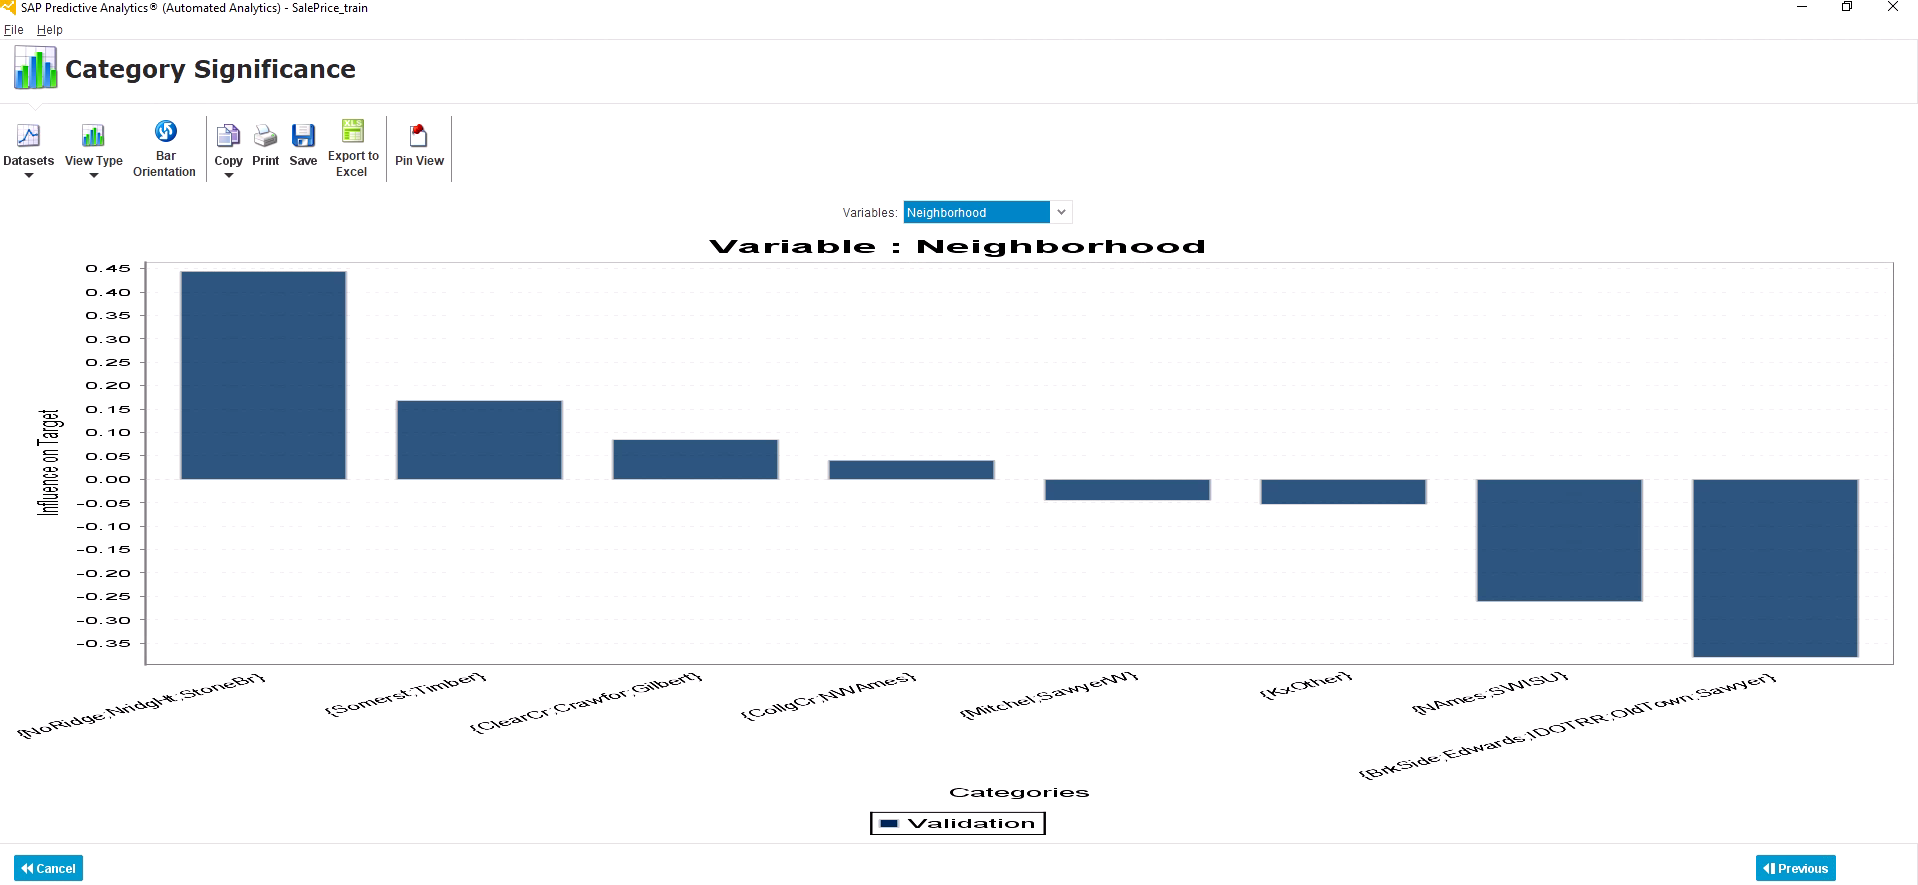 SAP Predictive Analytics® (Automated Analytics) - SalePrice_train
File Help
Category Significance
Datasets View Type Bar Orientation Copy Print Save Export to Excel Pin View
XLS
Variables: Neighborhood
Variable : Neighborhood
Influence on Target
0.45
0.40
0.35
0.30
0.25
0.20
0.15
0.10
0.05
0.00
-0.05
-0.10
-0.15
-0.20
-0.25
-0.30
-0.35
{NoRidge;NridgHt;StoneBr}
{Somerst;Timber}
{ClearCr;Crawfor;Gilbert}
{CollgCr;NWAmes}
{Mitchel;SawyerW}
{KxOther}
{NAmes;SWISU}
{BrkSide;Edwards;IDOTRR;OldTown;Sawyer}
Categories
Validation
Cancel
Previous